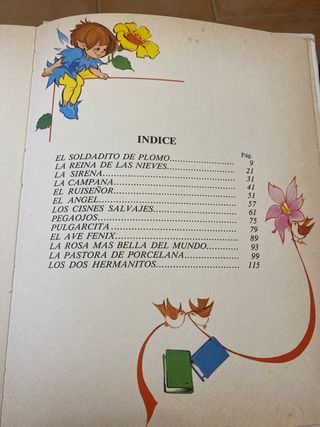 INDICE
Pág.
EL SOLDADITO DE PLOMO 9
LA REINA DE LAS NIEVES 21
LA SIRENA 31
LA CAMPANA 41
EL RUISEÑOR 51
EL ANGEL 57
LOS CISNES SALVAJES 61
PEGAOJOS 75
PULGARCITA 79
EL AVE FENIX 89
LA ROSA MAS BELLA DEL MUNDO 93
LA PASTORA DE PORCELANA 99
LOS DOS HERMANITOS 115